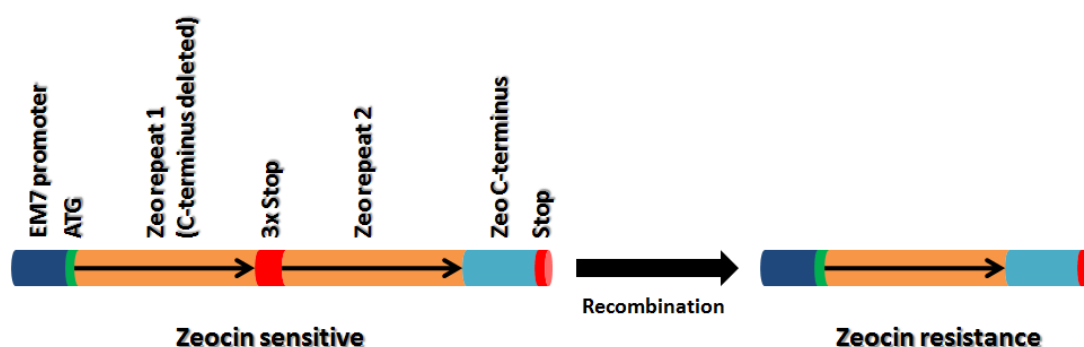 EM7 promoter
ATG
Zeo repeat 1
(C-terminus deleted)
3x Stop
Zeo repeat 2
Zeo C-terminus
Stop
Recombination
Zeocin sensitive
Zeocin resistance